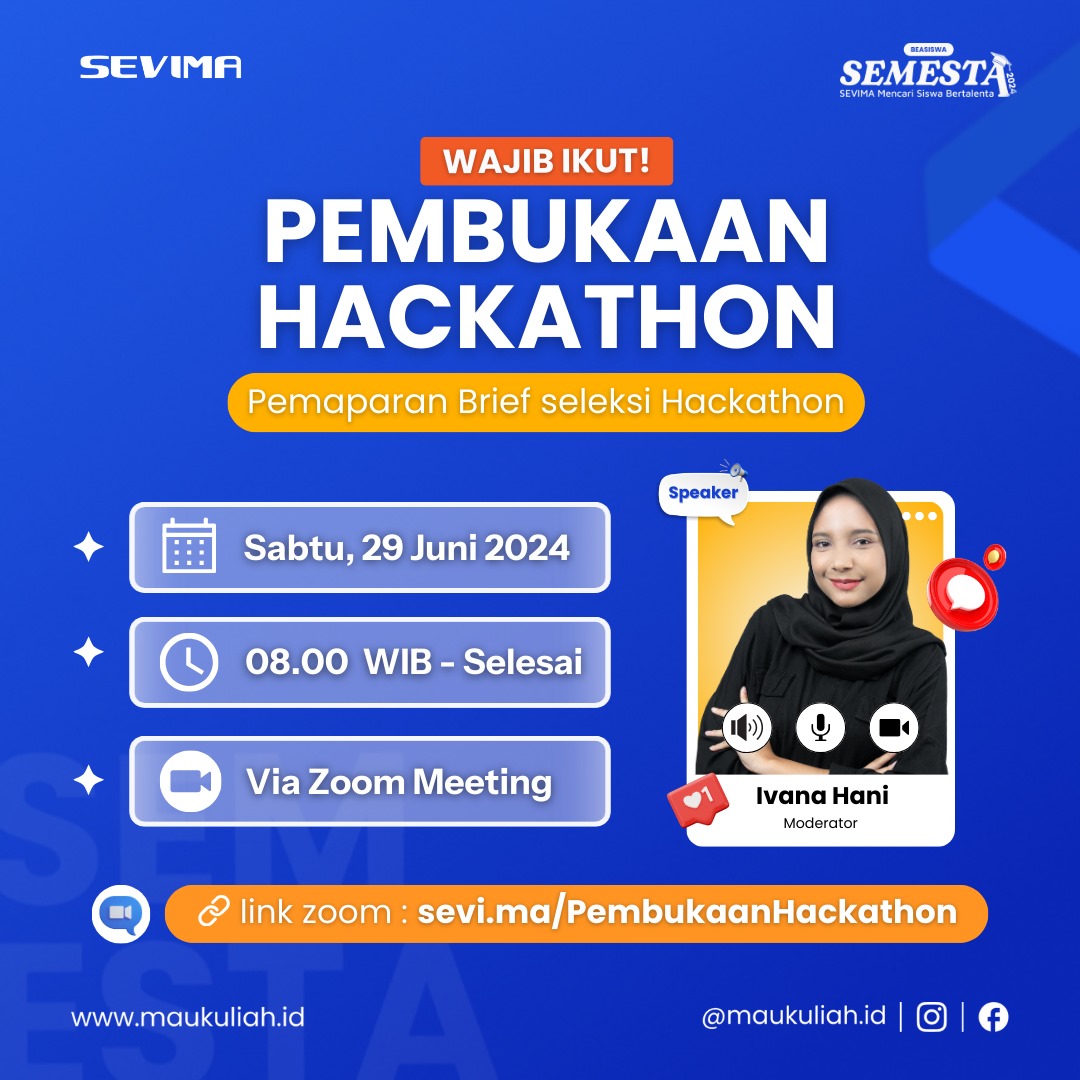 SEVIMA
BEASISWA
SEMESTA
2024
SEVIMA Mencari Siswa Bertalenta
WAJIB IKUT!
PEMBUKAAN
HACKATHON
Pemaparan Brief seleksi Hackathon
Speaker
Sabtu, 29 Juni 2024
08.00 WIB - Selesai
Via Zoom Meeting
1
Ivana Hani
Moderator
link zoom : sevi.ma/PembukaanHackathon
SEM
ESTA
www.maukuliah.id
@maukuliah.id